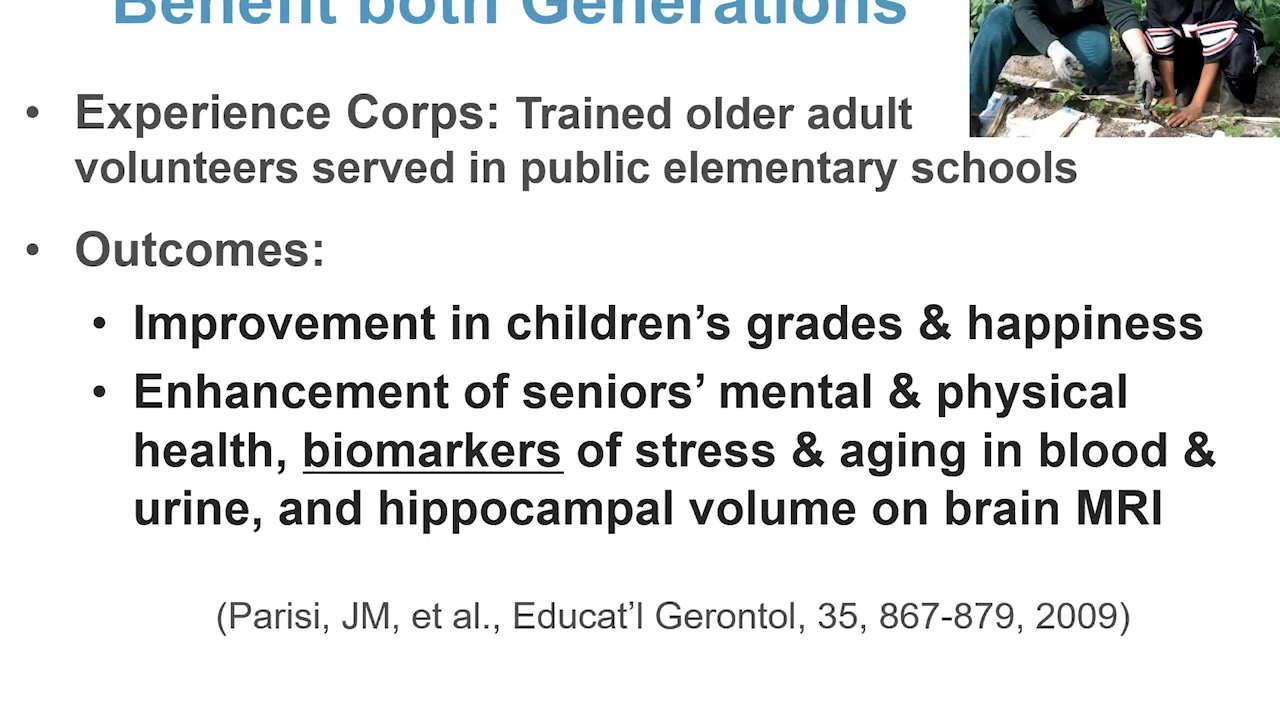 Benefit both Generations
• Experience Corps: Trained older adult
volunteers served in public elementary schools
• Outcomes:
• Improvement in children’s grades & happiness
• Enhancement of seniors’ mental & physical
health, biomarkers of stress & aging in blood &
urine, and hippocampal volume on brain MRI
(Parisi, JM, et al., Educat’l Gerontol, 35, 867-879, 2009)